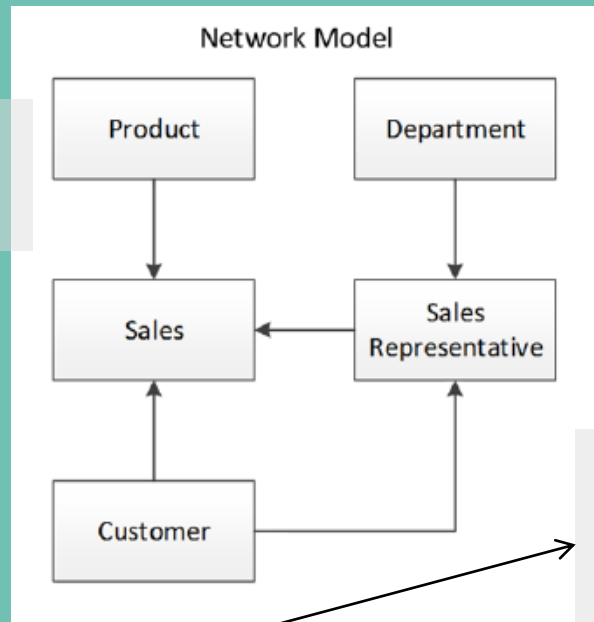 Network Model
Product
Department
Sales
Sales
Representative
Customer